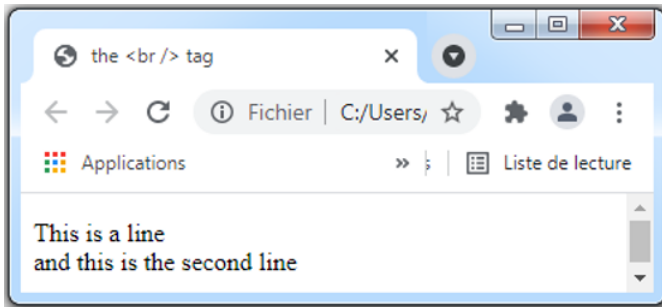 the <br /> tag
Fichier C:/Users/
Applications
Liste de lecture
This is a line
and this is the second line